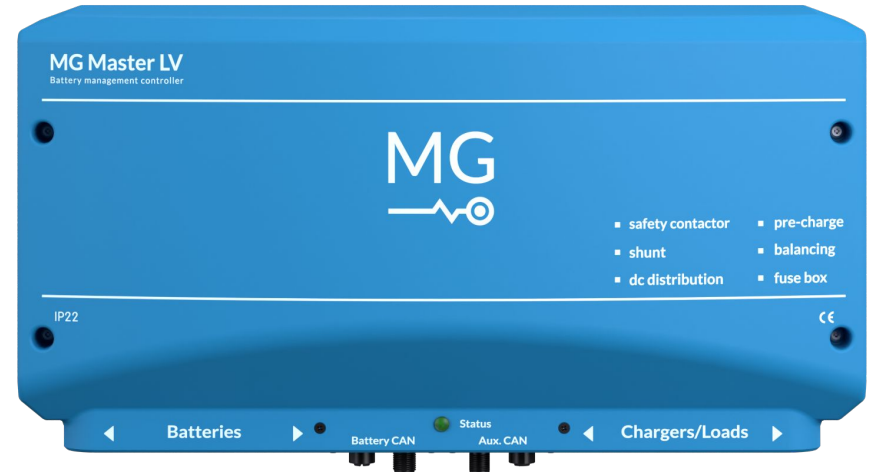 MG Master LV
Battery management controller
MG
safety contactor
pre-charge
shunt
balancing
dc distribution
fuse box
IP22
CE
Status
Batteries
Chargers/Loads
Battery CAN
Aux. CAN